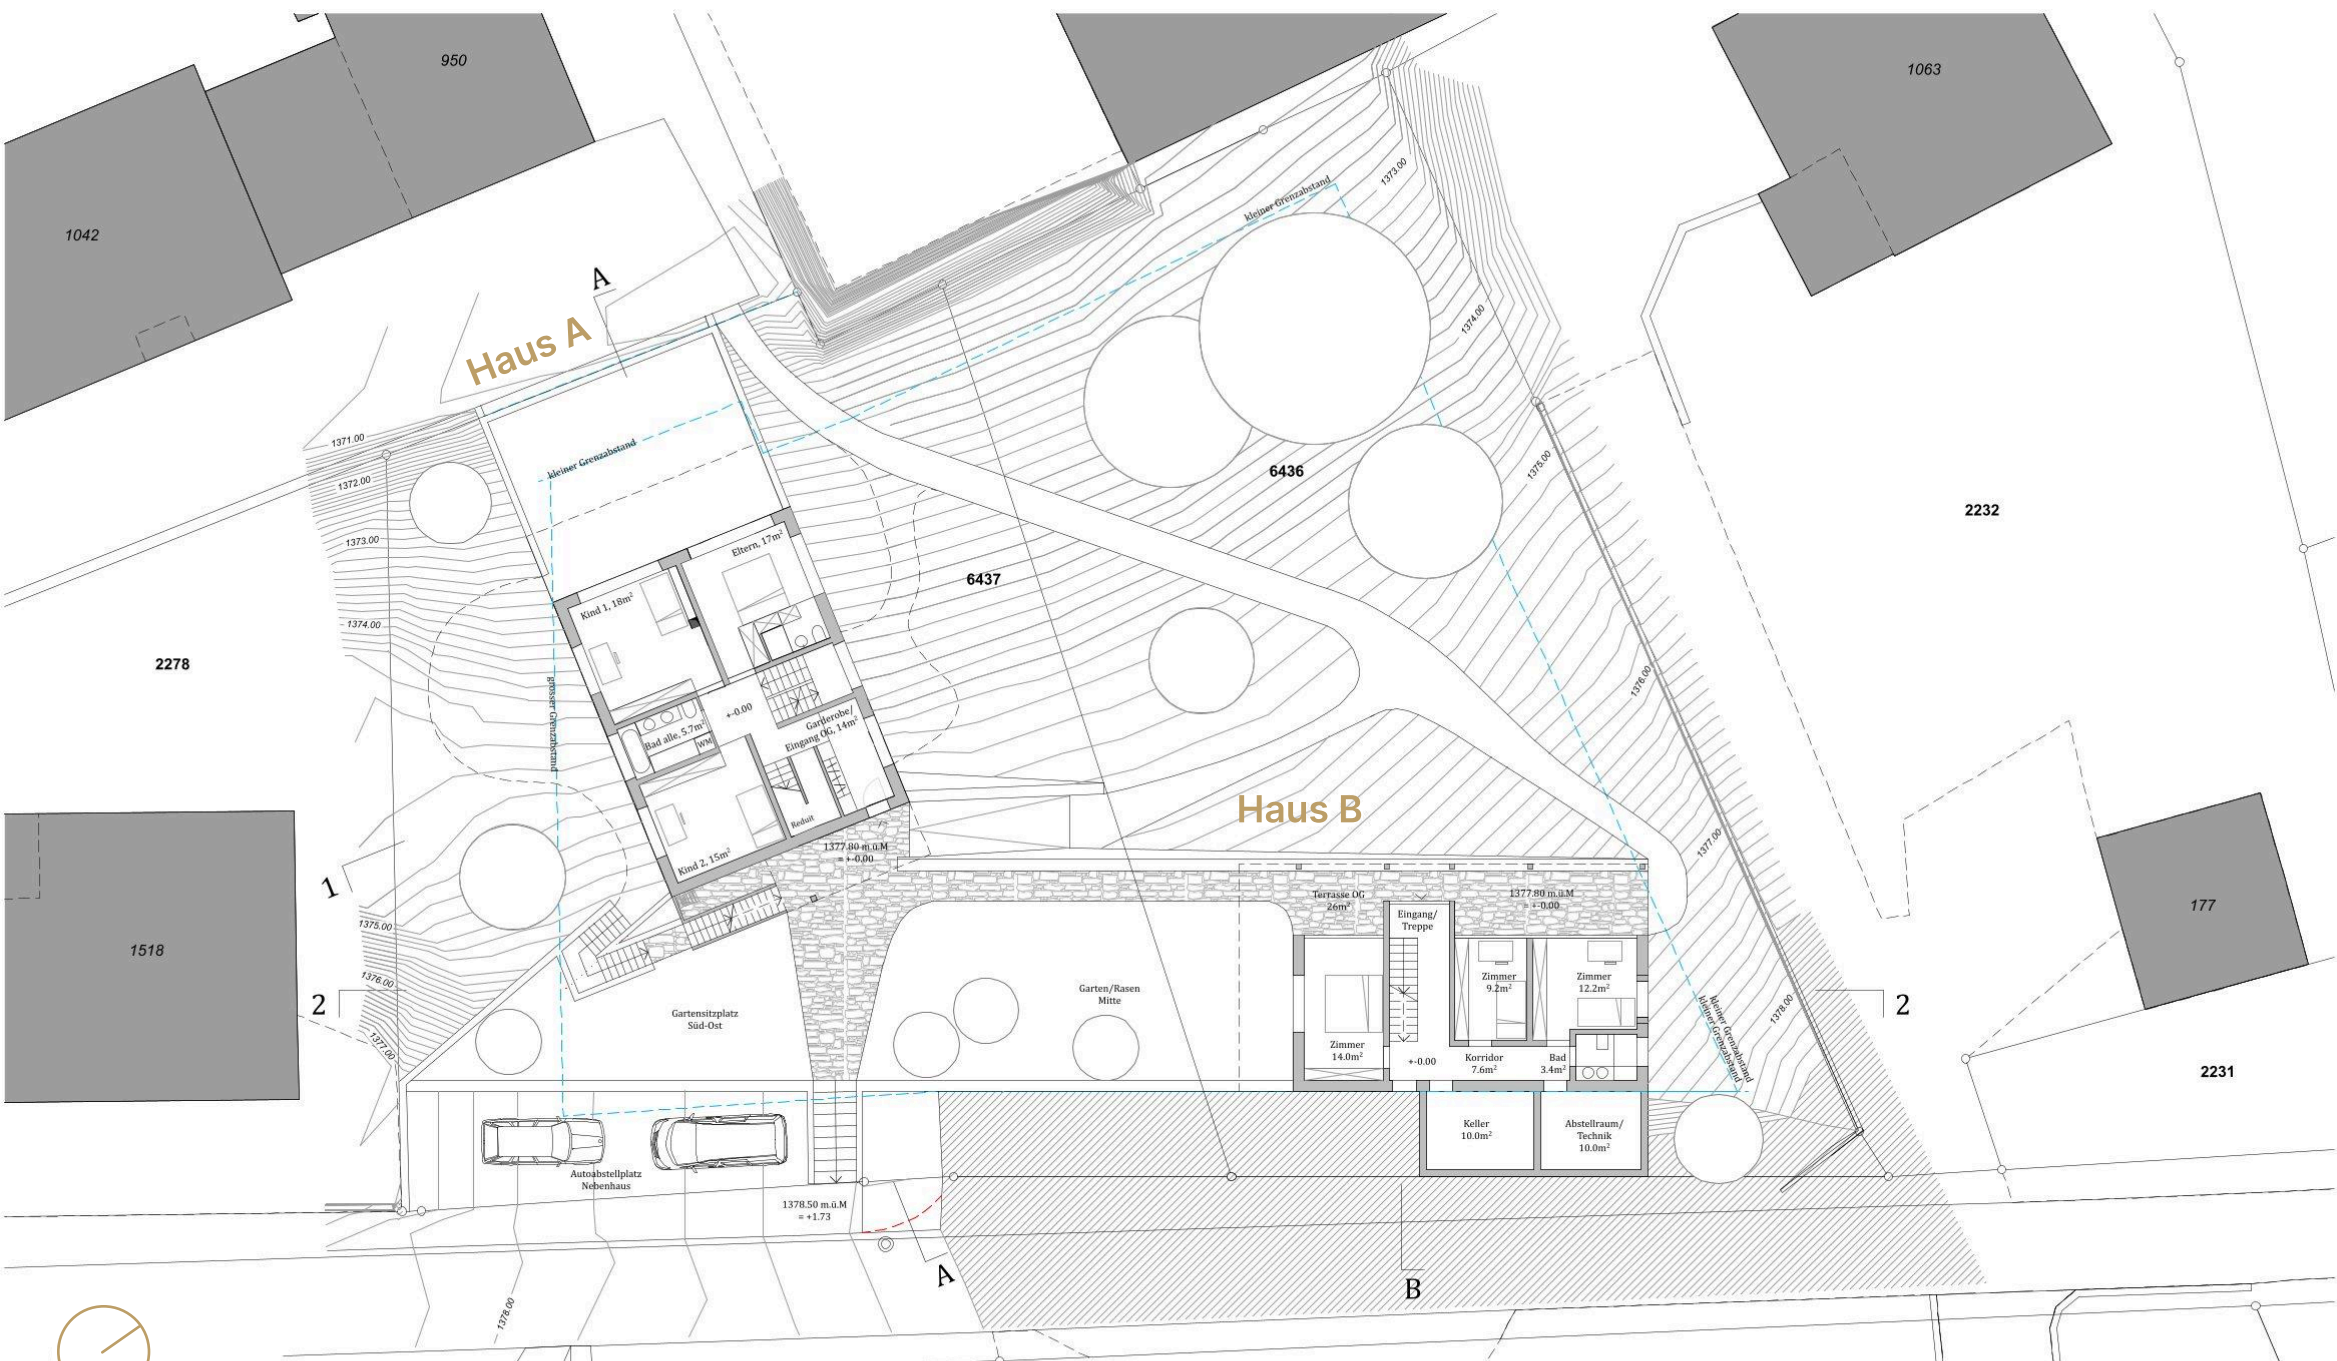 950
1063
1042
A
Haus A
kleiner Grenzabstand
1373.00
1374.00
1371.00
1372.00
1373.00
1374.00
kleiner Grenzabstand
6436
1375.00
2232
Eltern, 17m²
6437
Kind 1, 18m²
2278
grosser Grenzabstand
1376.00
+-0.00
Garderobe/
Eingang OG, 14m²
Bad alle, 5.7m²
WM
Haus B
Reduit
Kind 2, 15m²
1377.80 m.ü.M
= +-0.00
1377.00
1
1518
1375.00
1376.00
1377.00
2
Terrasse OG
26m²
1377.80 m.ü.M
= +-0.00
Eingang/
Treppe
177
Zimmer
9.2m²
Zimmer
12.2m²
Garten/Rasen
Mitte
Gartensitzplatz
Süd-Ost
kleiner Grenzabstand
kleiner Grenzabstand
1378.00
2
Zimmer
14.0m²
+-0.00
Korridor
7.6m²
Bad
3.4m²
2231
Keller
10.0m²
Abstellraum/
Technik
10.0m²
Autoabstellplatz
Nebenhaus
1378.50 m.ü.M
= +1.73
A
B
1378.00